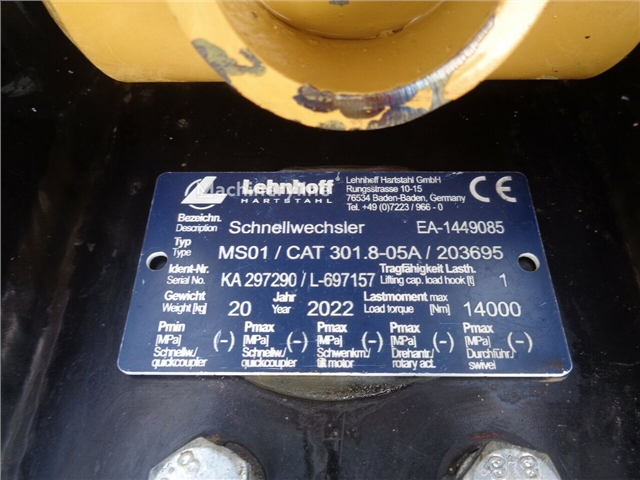 Lehnhoff
HARTSTAHL
Lehnhoff Hartstahl GmbH
Rungsstrasse 10-15
76534 Baden-Baden, Germany
Tel. +49 (0)7223 / 966 - 0
CE
Bezeichn.
Description Schnellwechsler EA-1449085
Typ
Type MS01 / CAT 301.8-05A / 203695
Ident-Nr. Tragfähigkeit Lasth.
Serial No. KA 297290 / L-697157 Lifting cap. load hook [t] 1
Gewicht Jahr Lastmoment max
Weight [kg] 20 Year 2022 Load torque [Nm] 14000
Pmin Pmax Pmax Pmax Pmax
[MPa] (-) [MPa] (-) [MPa] (-) [MPa] (-) [MPa] (-)
Schnellw./ Schnellw./ Schwenkm./ Drehantr./ Durchführ./
quickcoupler quickcoupler tilt motor rotary act. swivel
8.8